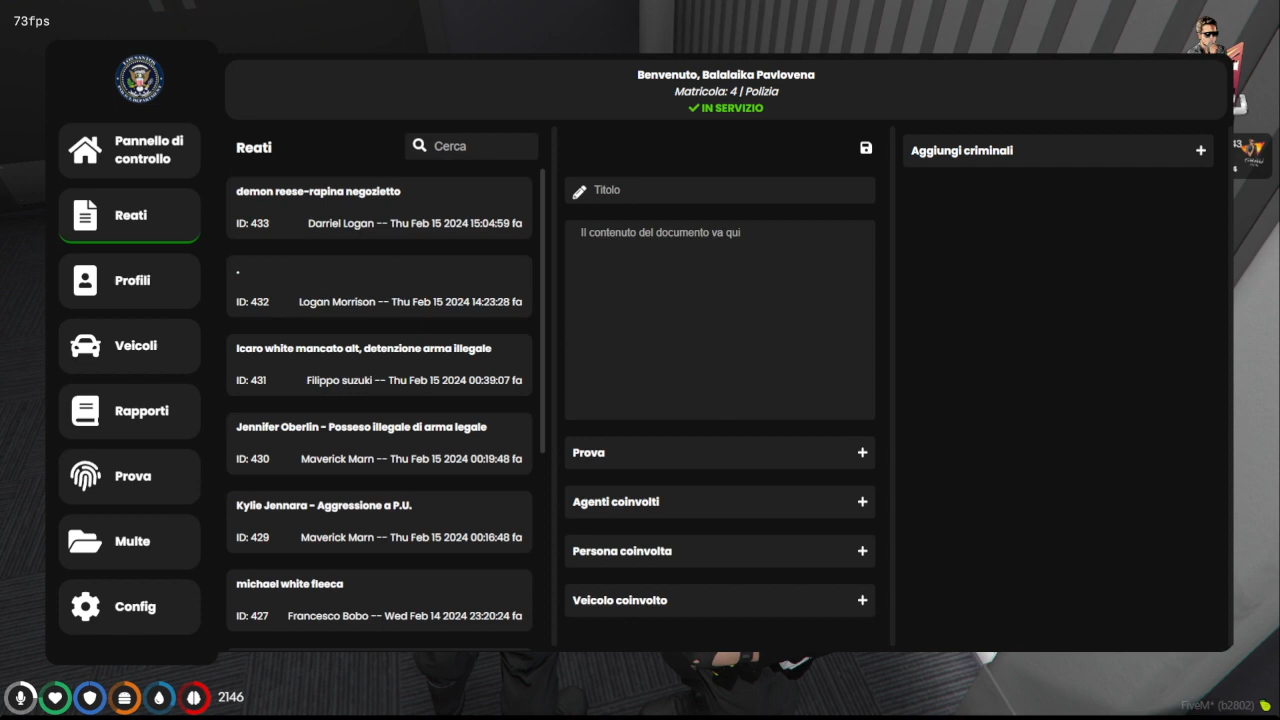 73fps
Benvenuto, Balalaika Pavlovena
Matricola: 4 | Polizia
IN SERVIZIO
Pannello di
controllo
Reati
Profili
Veicoli
Rapporti
Prova
Multe
Config
Reati
Cerca
demon reese-rapina negozietto
ID: 433 Darriel Logan -- Thu Feb 15 2024 15:04:59 fa
.
ID: 432 Logan Morrison -- Thu Feb 15 2024 14:23:28 fa
Icaro white mancato alt, detenzione arma illegale
ID: 431 Filippo suzuki -- Thu Feb 15 2024 00:39:07 fa
Jennifer Oberlin - Posseso illegale di arma legale
ID: 430 Maverick Marn -- Thu Feb 15 2024 00:19:48 fa
Kylie Jennara - Aggressione a P.U.
ID: 429 Maverick Marn -- Thu Feb 15 2024 00:16:48 fa
michael white fleeca
ID: 427 Francesco Bobo -- Wed Feb 14 2024 23:20:24 fa
Titolo
Il contenuto del documento va qui
Prova +
Agenti coinvolti +
Persona coinvolta +
Veicolo coinvolto +
Aggiungi criminali +
2146
FiveM* (b2802)